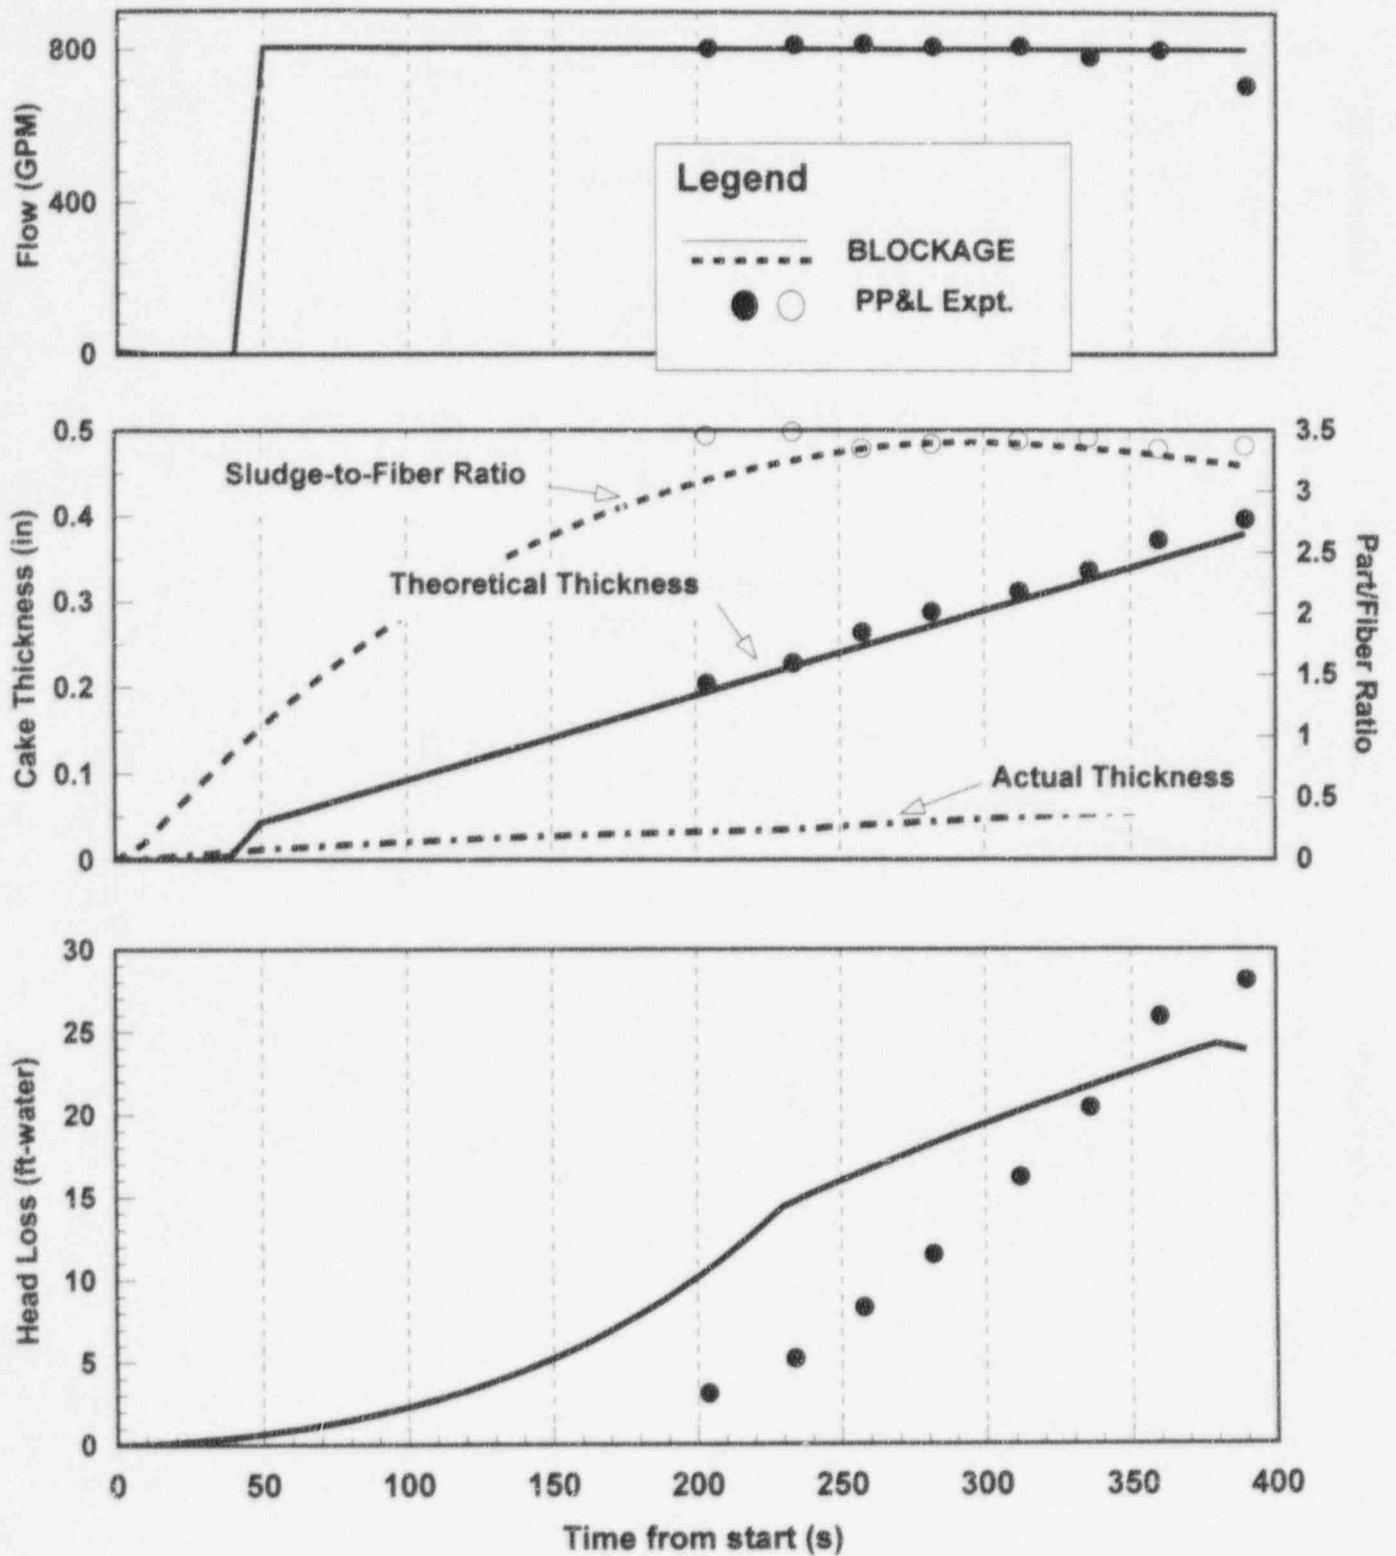 800
400
0
Flow (GPM)
Legend
BLOCKAGE
PP&L Expt.
0.5
0.4
0.3
0.2
0.1
0
Cake Thickness (in)
Sludge-to-Fiber Ratio
Theoretical Thickness
Actual Thickness
3.5
3
2.5
2
1.5
1
0.5
0
Part/Fiber Ratio
30
25
20
15
10
5
0
Head Loss (ft-water)
0 50 100 150 200 250 300 350 400
Time from start (s)